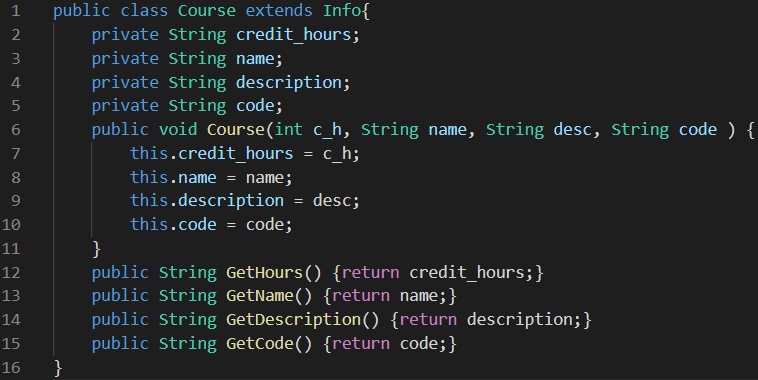 1 public class Course extends Info{
2 private String credit_hours;
3 private String name;
4 private String description;
5 private String code;
6 public void Course(int c_h, String name, String desc, String code ) {
7 this.credit_hours = c_h;
8 this.name = name;
9 this.description = desc;
10 this.code = code;
11 }
12 public String GetHours() {return credit_hours;}
13 public String GetName() {return name;}
14 public String GetDescription() {return description;}
15 public String GetCode() {return code;}
16 }